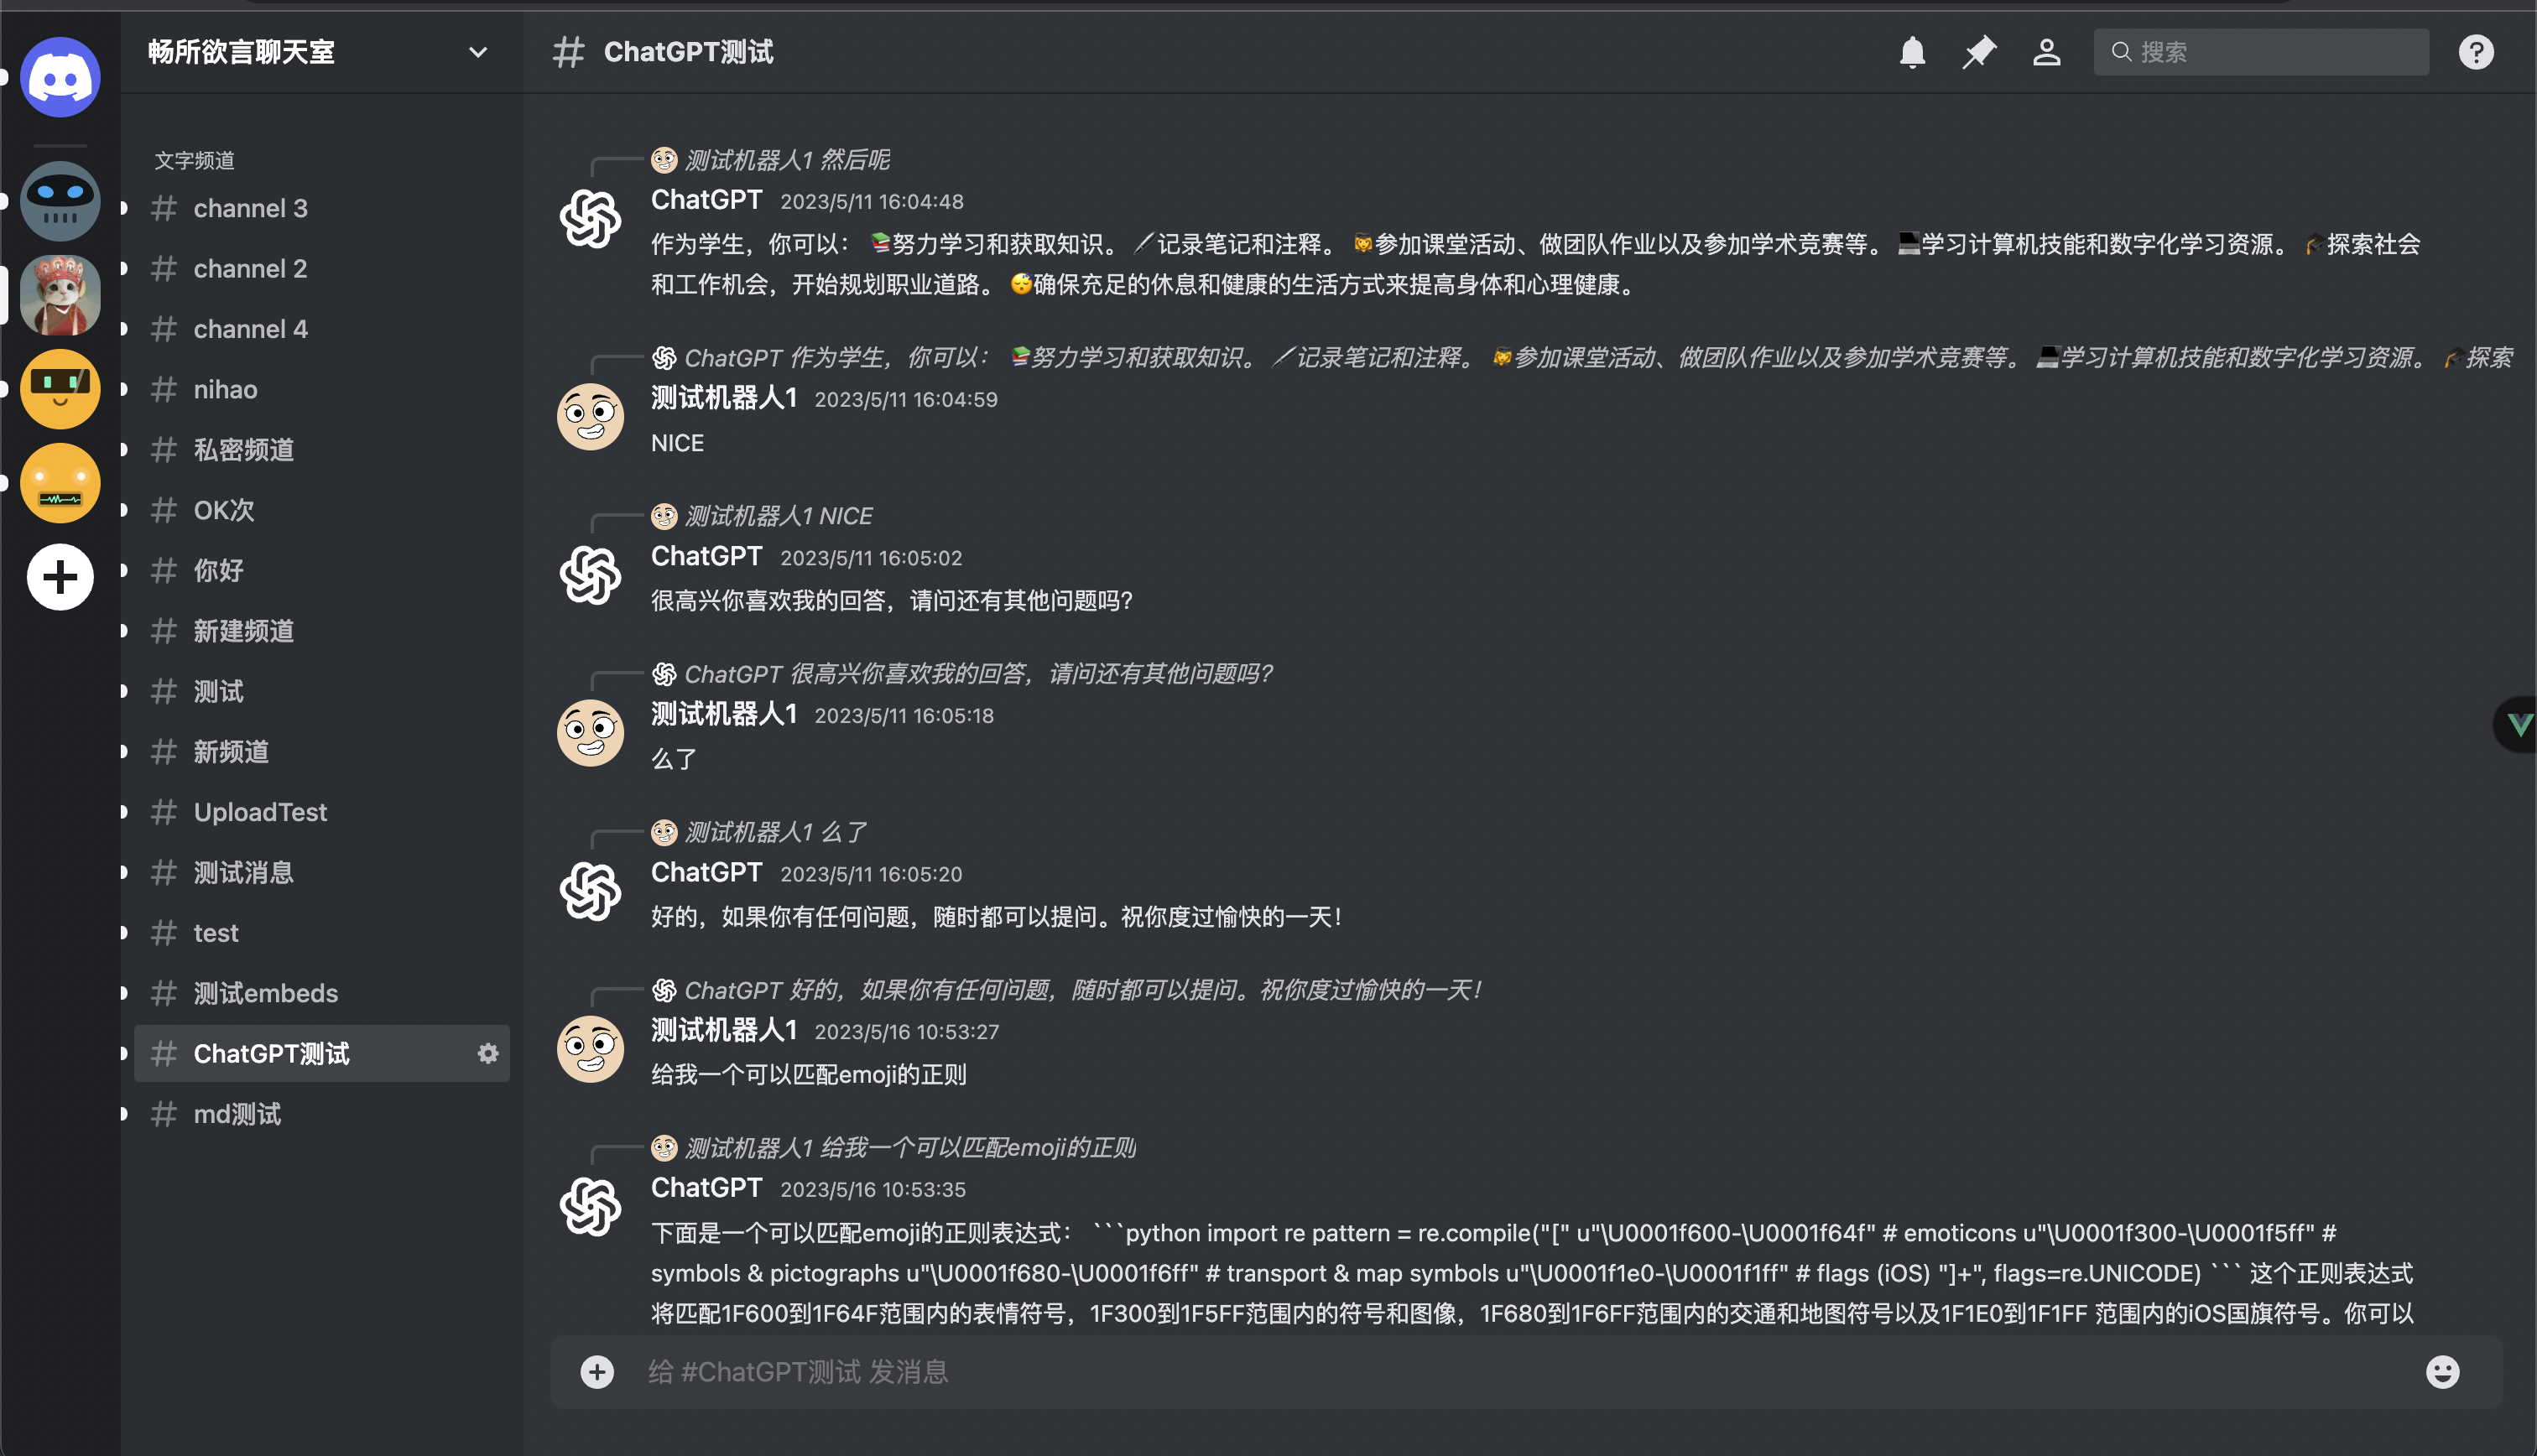 畅所欲言聊天室
文字频道
channel 3
channel 2
channel 4
nihao
私密频道
OK次
你好
新建频道
测试
新频道
UploadTest
测试消息
test
测试embeds
ChatGPT测试
md测试
ChatGPT测试
搜索
测试机器人1 然后呢
ChatGPT 2023/5/11 16:04:48
作为学生，你可以： 📚努力学习和获取知识。 🖊记录笔记和注释。 👩‍🏫参加课堂活动、做团队作业以及参加学术竞赛等。 💻学习计算机技能和数字化学习资源。 🎓探索社会
和工作机会，开始规划职业道路。 😴确保充足的休息和健康的生活方式来提高身体和心理健康。
ChatGPT 作为学生，你可以： 📚努力学习和获取知识。 🖊记录笔记和注释。 👩‍🏫参加课堂活动、做团队作业以及参加学术竞赛等。 💻学习计算机技能和数字化学习资源。 🎓探索
测试机器人1 2023/5/11 16:04:59
NICE
测试机器人1 NICE
ChatGPT 2023/5/11 16:05:02
很高兴你喜欢我的回答，请问还有其他问题吗？
ChatGPT 很高兴你喜欢我的回答，请问还有其他问题吗？
测试机器人1 2023/5/11 16:05:18
么了
测试机器人1 么了
ChatGPT 2023/5/11 16:05:20
好的，如果你有任何问题，随时都可以提问。祝你度过愉快的一天！
ChatGPT 好的，如果你有任何问题，随时都可以提问。祝你度过愉快的一天！
测试机器人1 2023/5/16 10:53:27
给我一个可以匹配emoji的正则
测试机器人1 给我一个可以匹配emoji的正则
ChatGPT 2023/5/16 10:53:35
下面是一个可以匹配emoji的正则表达式： ```python import re pattern = re.compile("[" u"\U0001f600-\U0001f64f" # emoticons u"\U0001f300-\U0001f5ff" #
symbols & pictographs u"\U0001f680-\U0001f6ff" # transport & map symbols u"\U0001f1e0-\U0001f1ff" # flags (iOS) "]+", flags=re.UNICODE) ``` 这个正则表达式
将匹配1F600到1F64F范围内的表情符号，1F300到1F5FF范围内的符号和图像，1F680到1F6FF范围内的交通和地图符号以及1F1E0到1F1FF 范围内的iOS国旗符号。你可以
给 #ChatGPT测试 发消息